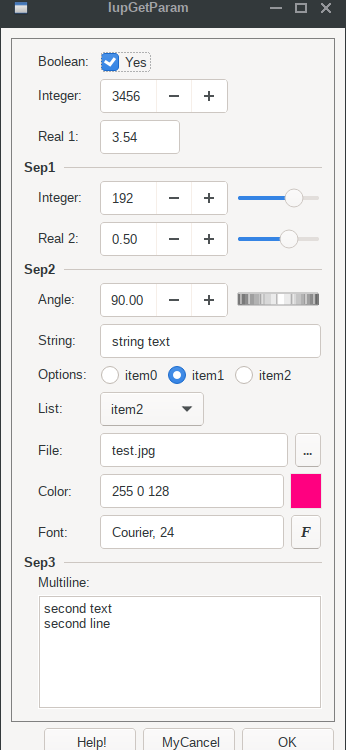 IupGetParam
Boolean: Yes
Integer: 3456
Real 1: 3.54
Sep1
Integer: 192
Real 2: 0.50
Sep2
Angle: 90.00
String: string text
Options: item0 item1 item2
List: item2
File: test.jpg ...
Color: 255 0 128
Font: Courier, 24 F
Sep3
Multiline:
second text
second line
Help! MyCancel OK